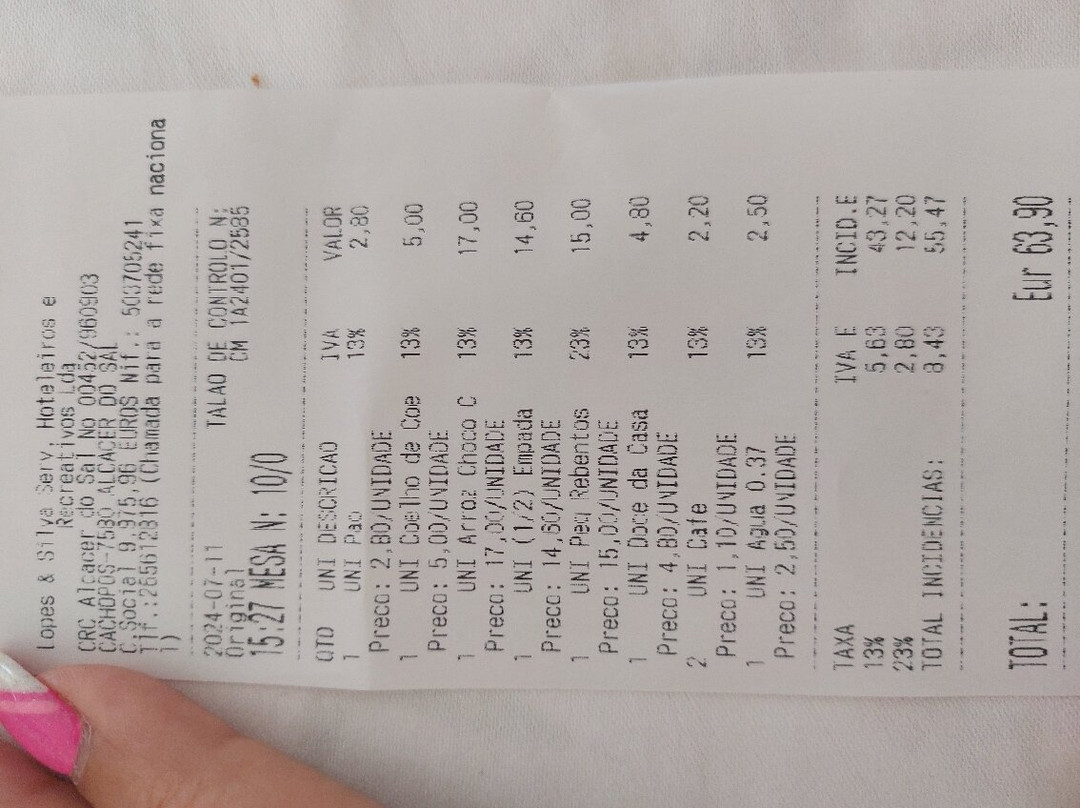 Lopes & Silva Serv. Hoteleiros e
Recreativos Lda
CRC Alcacer do Sal No 00452/960903
CACHOPOS-7580 ALCACER DO SAL
C.Social 9.975,96 EUROS Nif.: 503705241
Tlf.:265612816 (Chamada para a rede fixa naciona
l)
2024-07-11 TALAO DE CONTROLO N:
Original CM 1A2401/2585
15:27 MESA N: 10/0
QTD UNI DESCRICAO IVA VALOR
1 UNI Pao 13% 2,80
Preco: 2,80/UNIDADE
1 UNI Coelho de Coe 13% 5,00
Preco: 5,00/UNIDADE
1 UNI Arroz Choco C 13% 17,00
Preco: 17,00/UNIDADE
1 UNI (1/2) Empada 13% 14,60
Preco: 14,60/UNIDADE
1 UNI Peq Rebentos 23% 15,00
Preco: 15,00/UNIDADE
1 UNI Doce da Casa 13% 4,80
Preco: 4,80/UNIDADE
2 UNI Cafe 13% 2,20
Preco: 1,10/UNIDADE
1 UNI Agua 0.37 13% 2,50
Preco: 2,50/UNIDADE
TAXA IVA E INCID.E
13% 5,63 43,27
23% 2,80 12,20
TOTAL INCIDENCIAS: 8,43 55,47
TOTAL: Eur 63,90